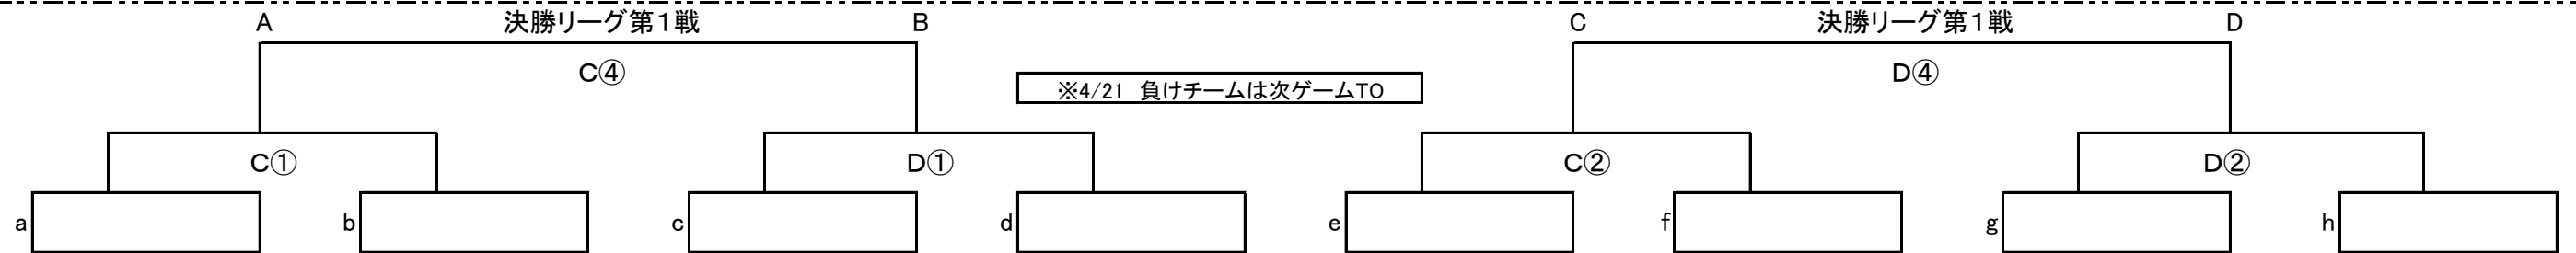 A 決勝リーグ第1戦 B C 決勝リーグ第1戦 D
C④ D④
※4/21 負けチームは次ゲームTO
C① D① C② D②
a b c d e f g h